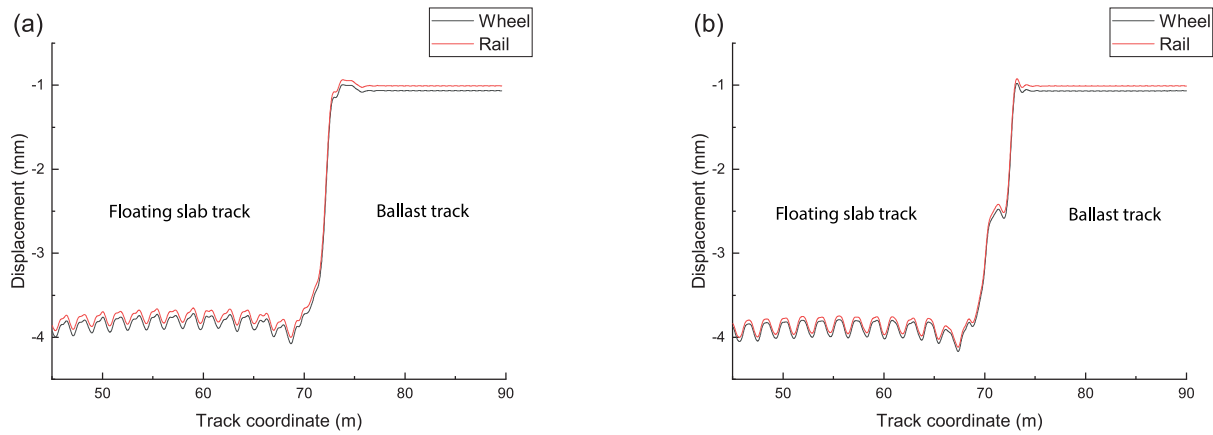 (a)
Wheel
Rail
-1
-2
-3
-4
Displacement (mm)
Floating slab track
Ballast track
50
60
70
80
90
Track coordinate (m)
(b)
Wheel
Rail
-1
-2
-3
-4
Displacement (mm)
Floating slab track
Ballast track
50
60
70
80
90
Track coordinate (m)